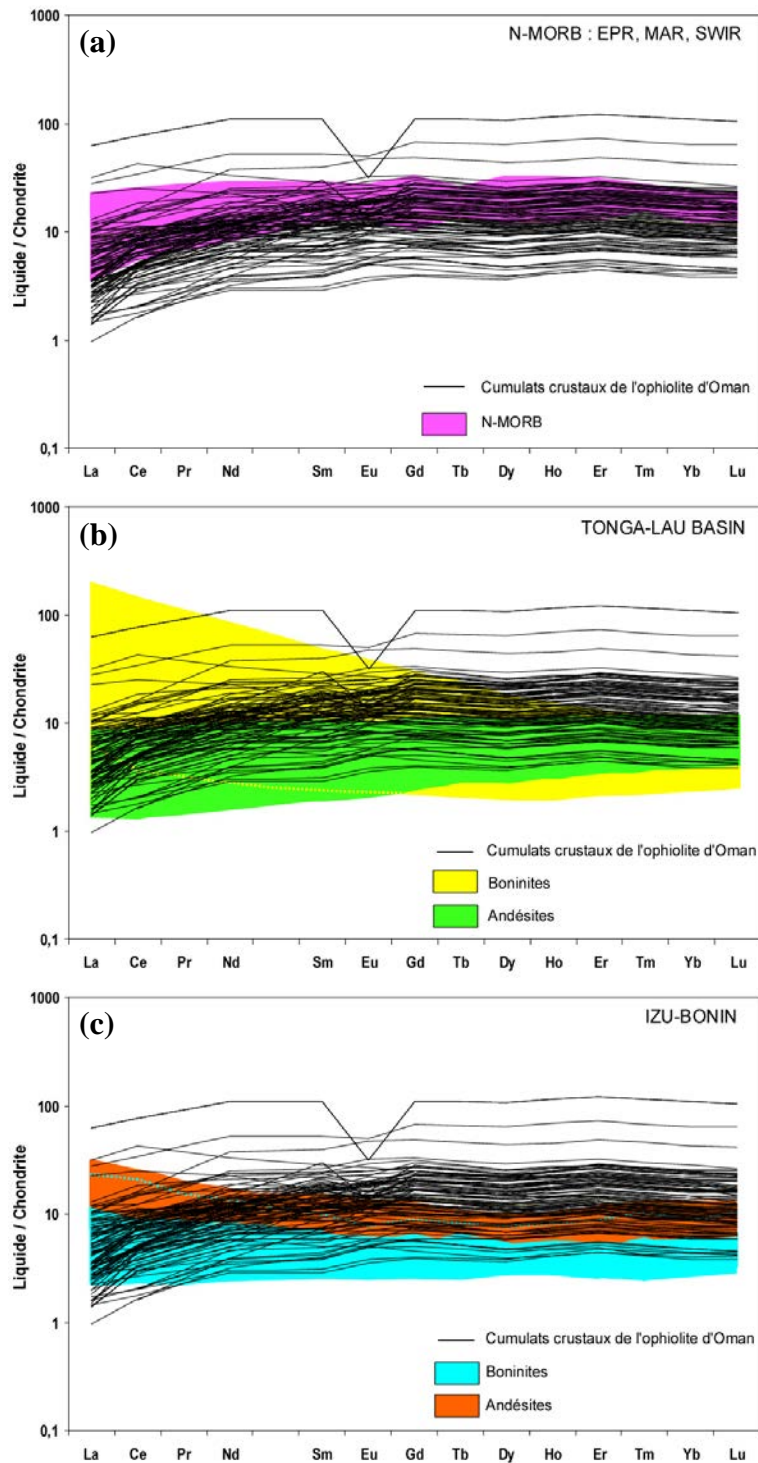 (a)
N-MORB : EPR, MAR, SWIR
1000
100
10
1
0,1
Liquide / Chondrite
Cumulats crustaux de l'ophiolite d'Oman
N-MORB
La Ce Pr Nd Sm Eu Gd Tb Dy Ho Er Tm Yb Lu
(b)
TONGA-LAU BASIN
1000
100
10
1
0,1
Liquide / Chondrite
Cumulats crustaux de l'ophiolite d'Oman
Boninites
Andésites
La Ce Pr Nd Sm Eu Gd Tb Dy Ho Er Tm Yb Lu
(c)
IZU-BONIN
1000
100
10
1
0,1
Liquide / Chondrite
Cumulats crustaux de l'ophiolite d'Oman
Boninites
Andésites
La Ce Pr Nd Sm Eu Gd Tb Dy Ho Er Tm Yb Lu